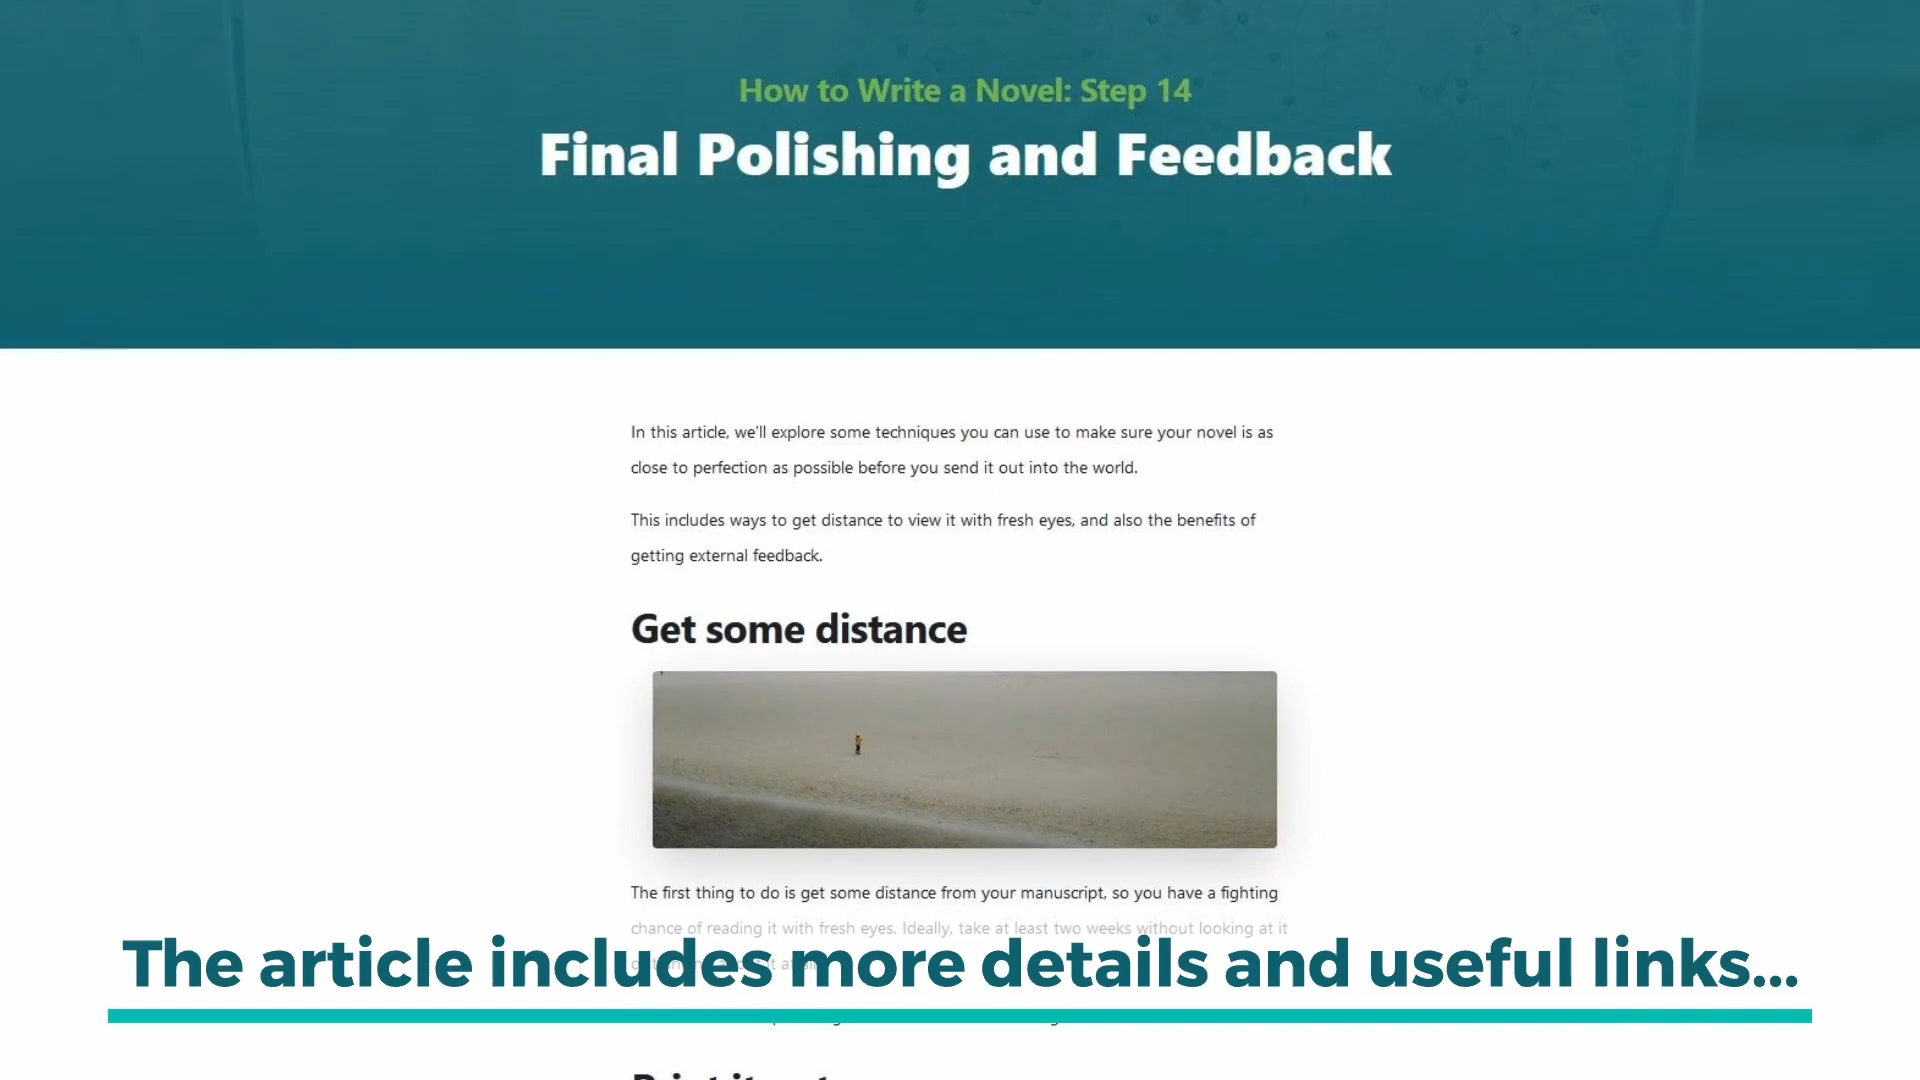 How to Write a Novel: Step 14
Final Polishing and Feedback
In this article, we'll explore some techniques you can use to make sure your novel is as
close to perfection as possible before you send it out into the world.
This includes ways to get distance to view it with fresh eyes, and also the benefits of
getting external feedback.
Get some distance
The first thing to do is get some distance from your manuscript, so you have a fighting
chance of reading it with fresh eyes. Ideally, take at least two weeks without looking at it
The article includes more details and useful links...